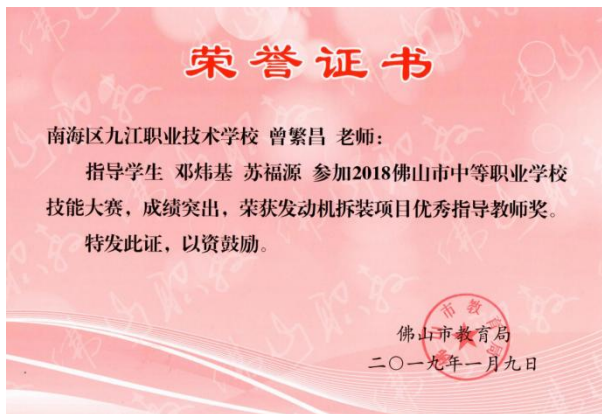 荣誉证书
南海区九江职业技术学校 曾繁昌 老师：
指导学生 邓炜基 苏福源 参加2018佛山市中等职业学校
技能大赛，成绩突出，荣获发动机拆装项目优秀指导教师奖。
特发此证，以资鼓励。
佛山市教育局
二〇一九年一月九日